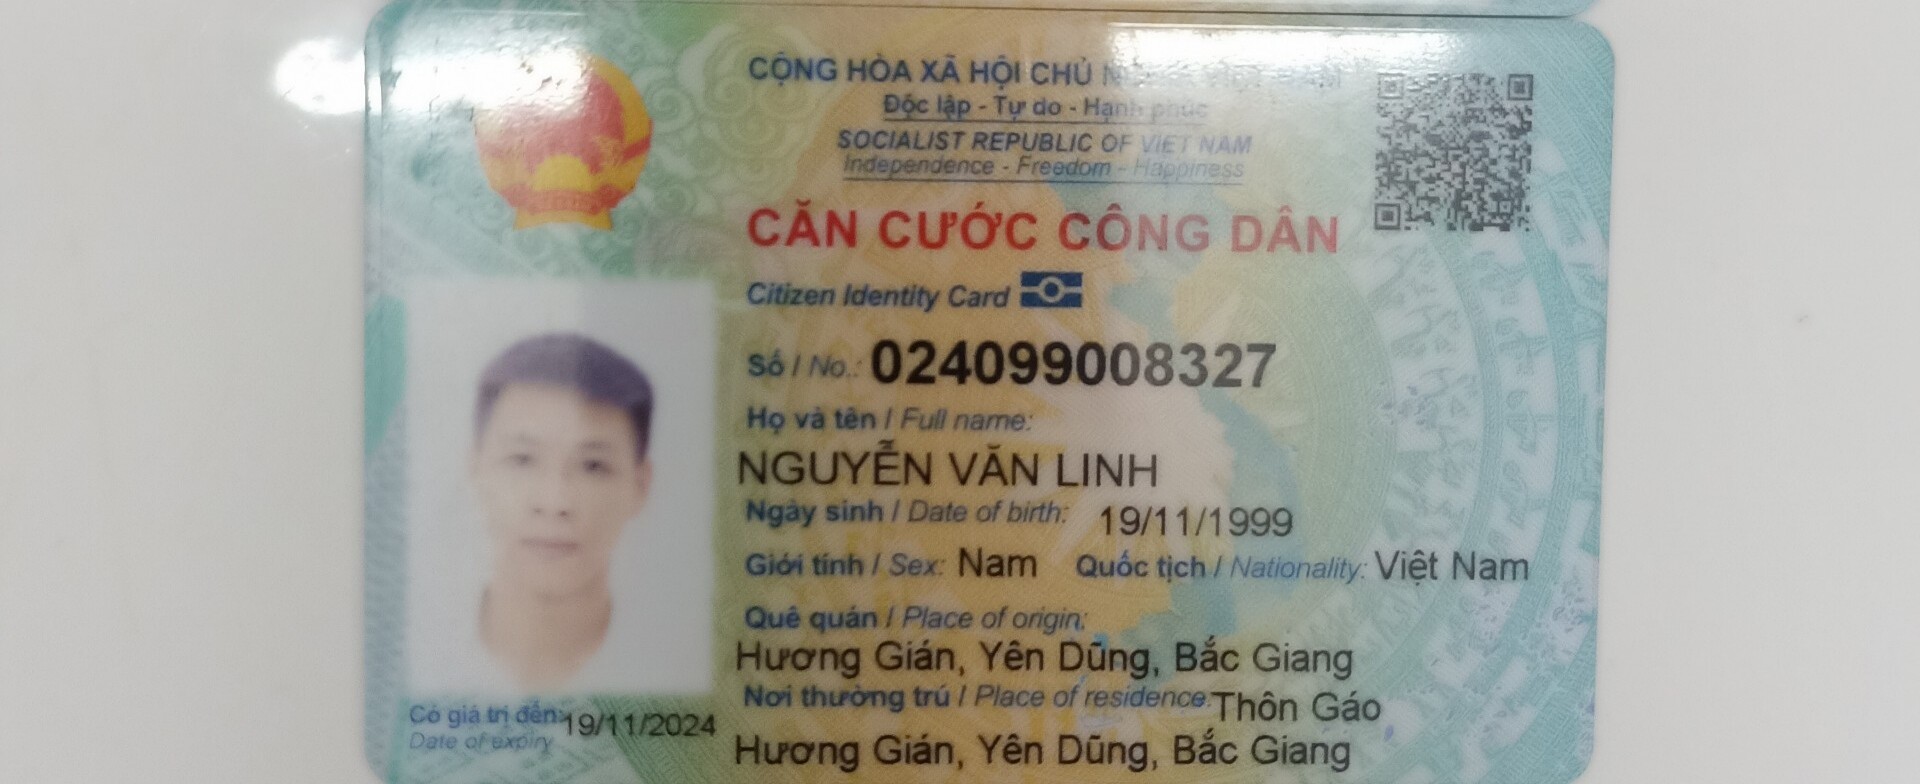 CỘNG HÒA XÃ HỘI CHỦ NGHĨA VIỆT NAM
Độc lập - Tự do - Hạnh phúc
SOCIALIST REPUBLIC OF VIET NAM
Independence - Freedom - Happiness
CĂN CƯỚC CÔNG DÂN
Citizen Identity Card
Số / No.: 024099008327
Họ và tên / Full name:
NGUYỄN VĂN LINH
Ngày sinh / Date of birth: 19/11/1999
Giới tính / Sex: Nam Quốc tịch / Nationality: Việt Nam
Quê quán / Place of origin:
Hương Gián, Yên Dũng, Bắc Giang
Nơi thường trú / Place of residence: Thôn Gáo
Hương Gián, Yên Dũng, Bắc Giang
Có giá trị đến: 19/11/2024
Date of expiry